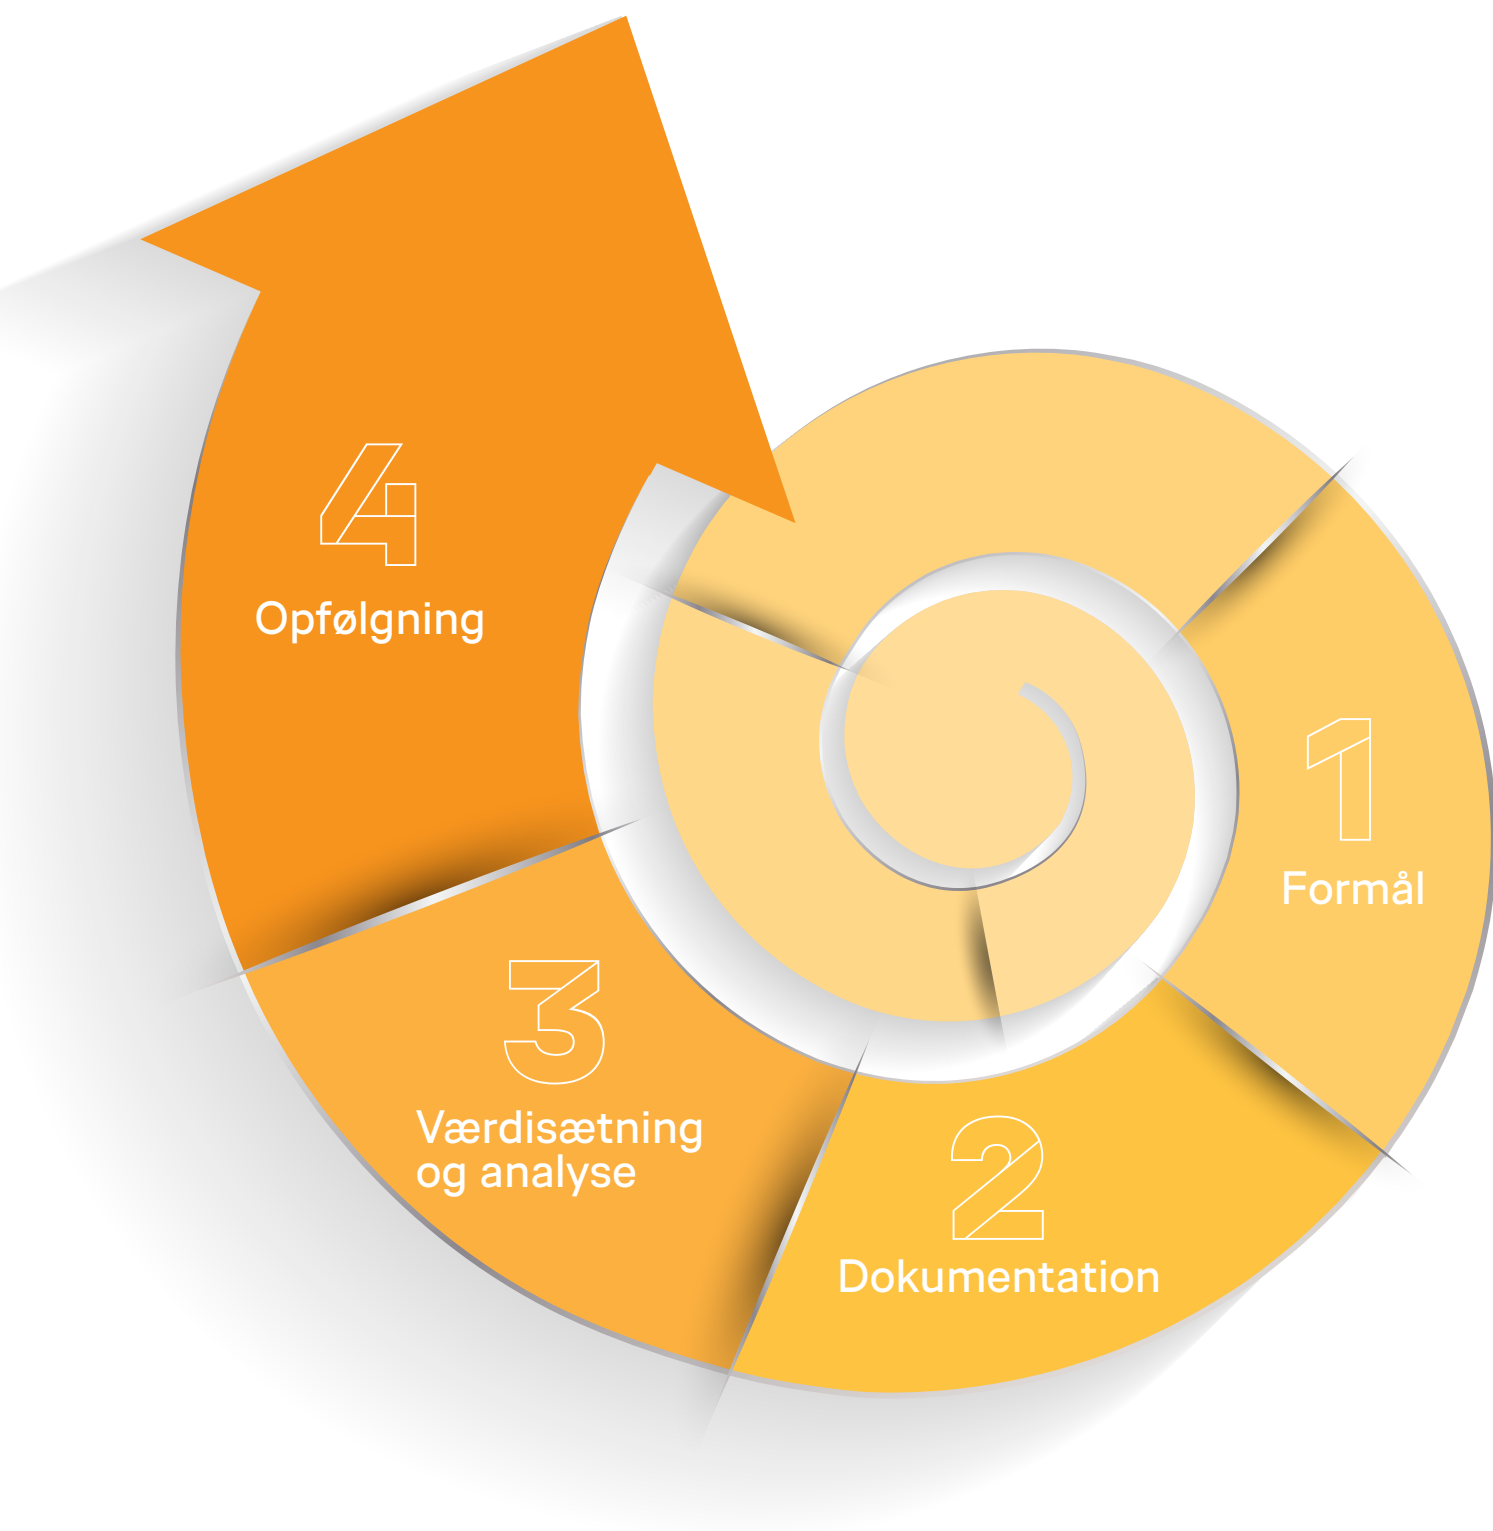 1
Formål
2
Dokumentation
3
Værdisætning
og analyse
4
Opfølgning